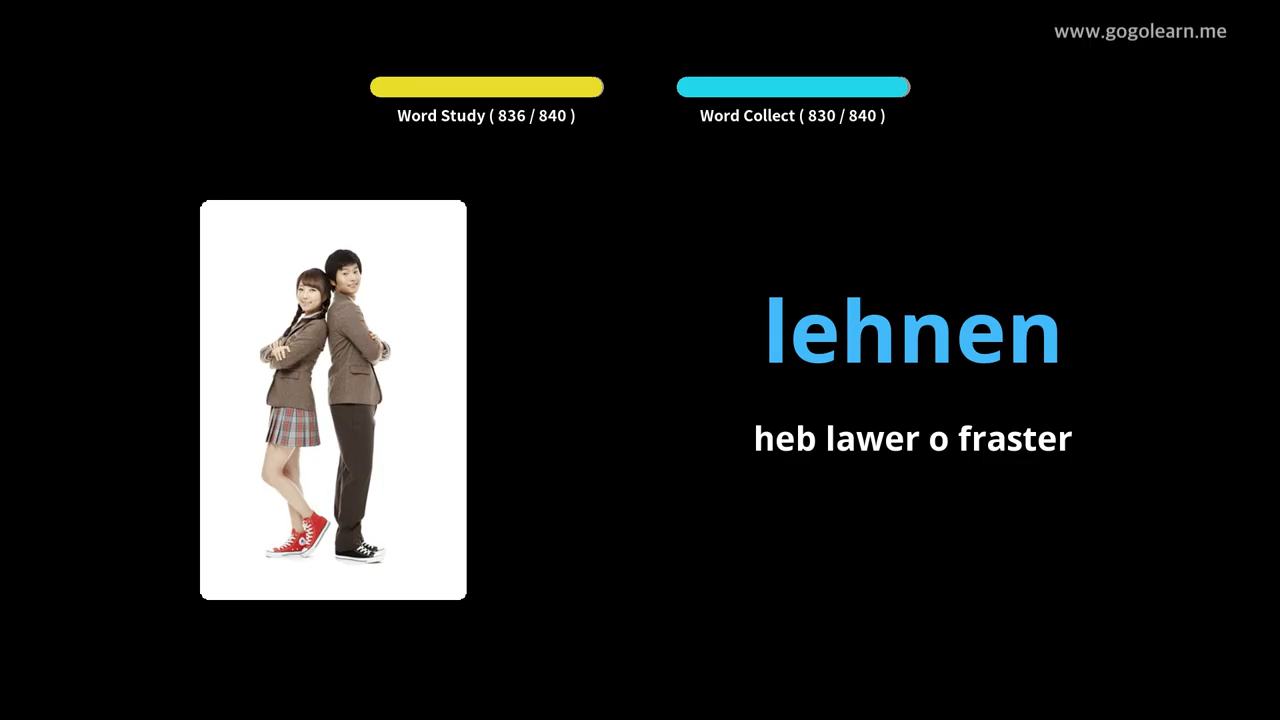 www.gogolearn.me
Word Study ( 836 / 840 )
Word Collect ( 830 / 840 )
lehnen
heb lawer o fraster